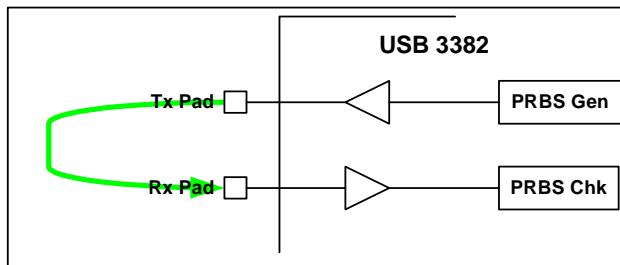 USB 3382
Tx Pad
PRBS Gen
Rx Pad
PRBS Chk